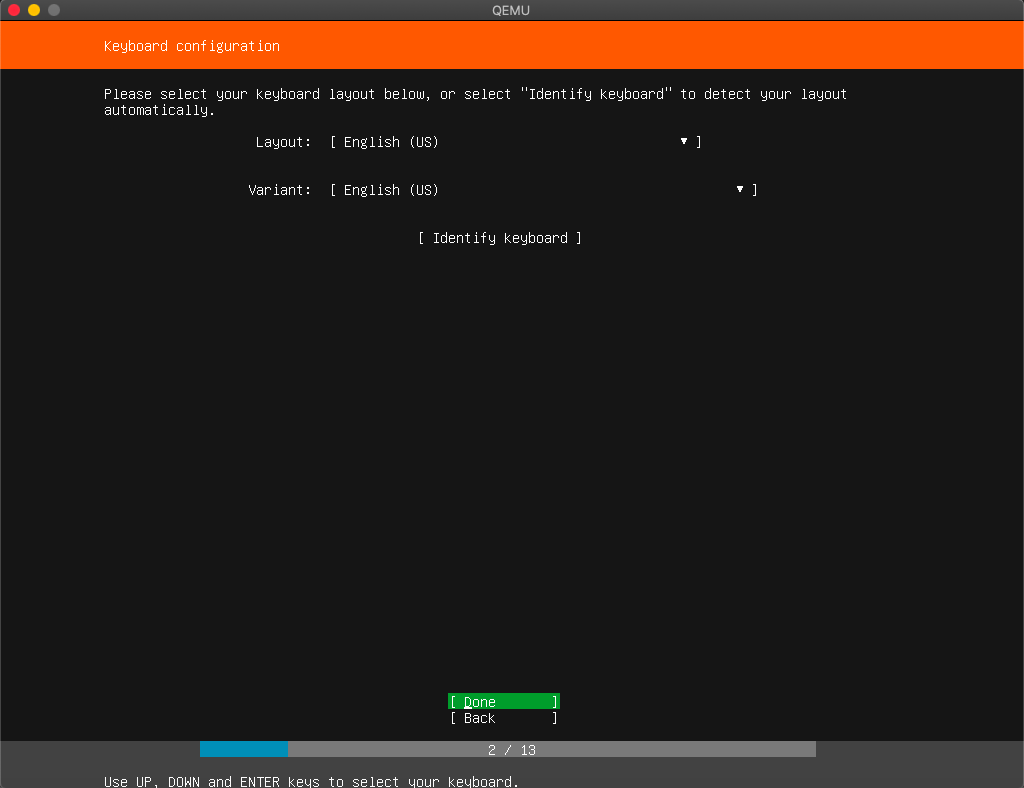 QEMU
Keyboard configuration
Please select your keyboard layout below, or select "Identify keyboard" to detect your layout
automatically.
Layout: [ English (US) ▾ ]
Variant: [ English (US) ▾ ]
[ Identify keyboard ]
[ Done ]
[ Back ]
2 / 13
Use UP, DOWN and ENTER keys to select your keyboard.